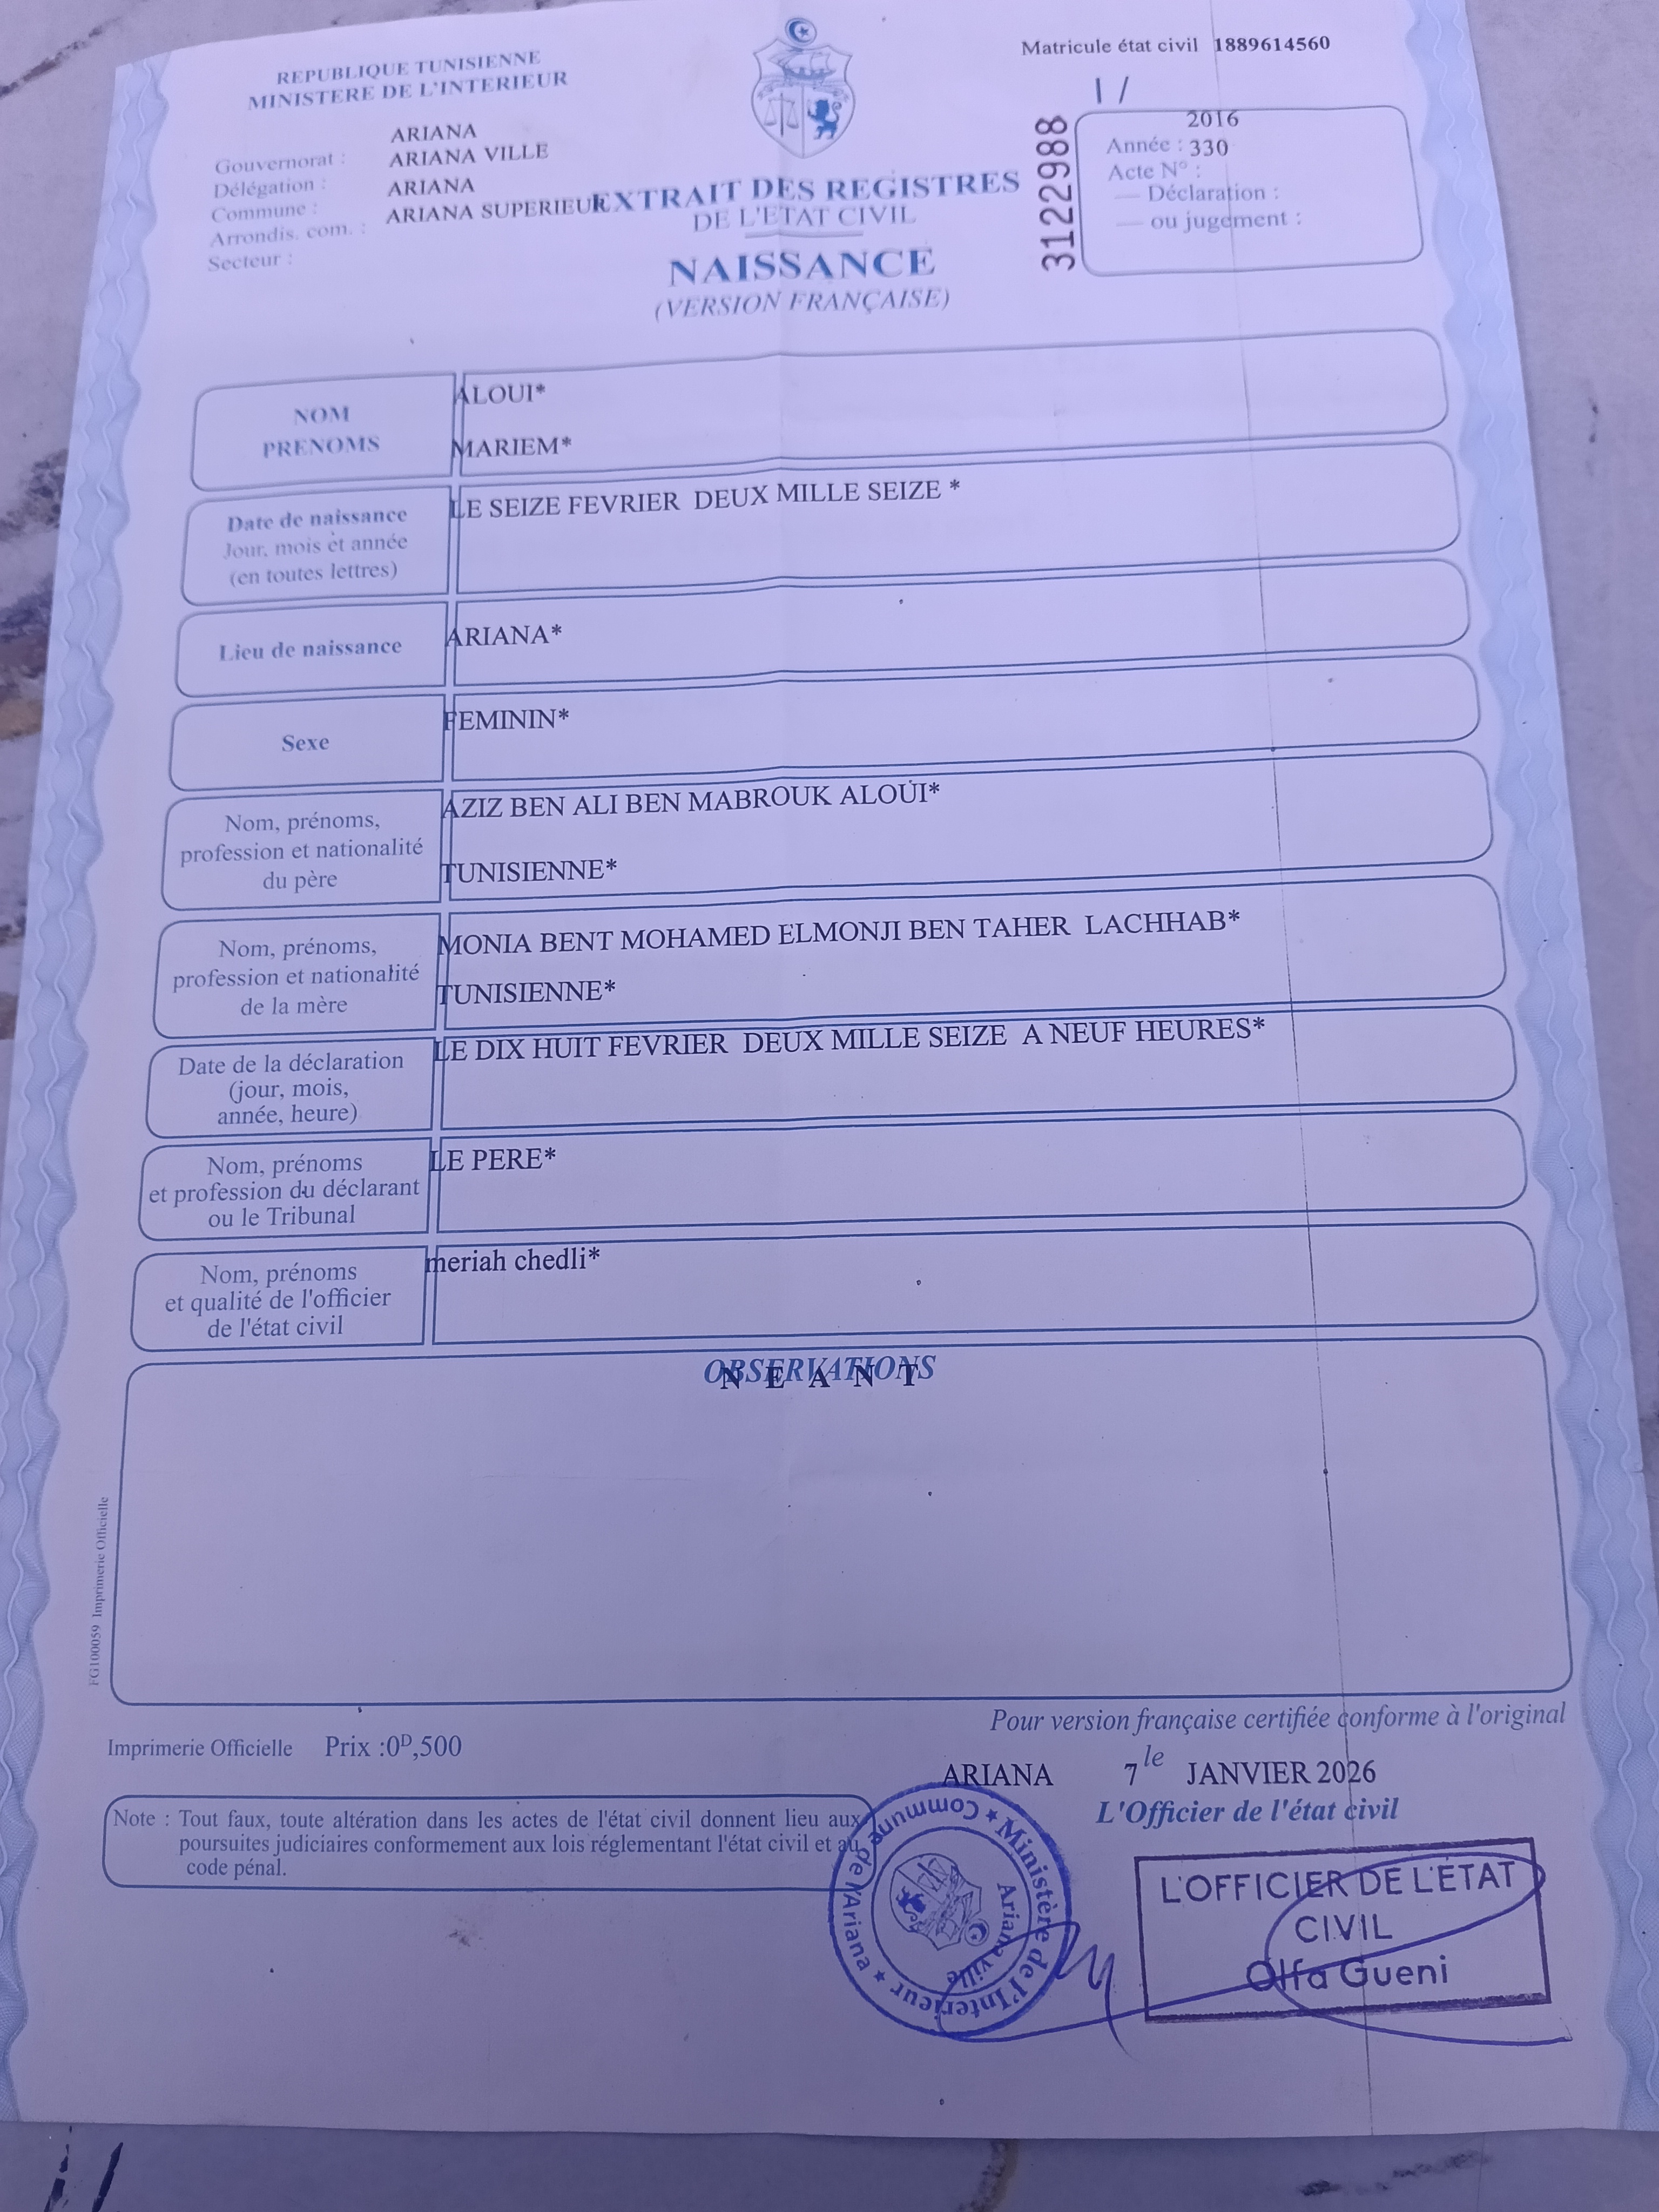 REPUBLIQUE TUNISIENNE
MINISTERE DE L'INTERIEUR
Matricule état civil 1889614560
1 /
3122988
ARIANA
Gouvernorat : ARIANA VILLE
Délégation : ARIANA
Commune : ARIANA SUPERIEUR
Arrondis. com. :
Secteur :
EXTRAIT DES REGISTRES
DE L'ETAT CIVIL
NAISSANCE
(VERSION FRANÇAISE)
2016
Année : 330
Acte N° :
— Déclaration :
— ou jugement :
NOM ALOUI*
PRENOMS MARIEM*
Date de naissance LE SEIZE FEVRIER DEUX MILLE SEIZE *
Jour, mois et année
(en toutes lettres)
Lieu de naissance ARIANA*
Sexe FEMININ*
Nom, prénoms, AZIZ BEN ALI BEN MABROUK ALOUI*
profession et nationalité
du père TUNISIENNE*
Nom, prénoms, MONIA BENT MOHAMED ELMONJI BEN TAHER LACHHAB*
profession et nationalité
de la mère TUNISIENNE*
Date de la déclaration LE DIX HUIT FEVRIER DEUX MILLE SEIZE A NEUF HEURES*
(jour, mois,
année, heure)
Nom, prénoms LE PERE*
et profession du déclarant
ou le Tribunal
Nom, prénoms meriah chedli*
et qualité de l'officier
de l'état civil
OBSERVATIONS
N E A N T
FG100059 Imprimerie Officielle
Pour version française certifiée conforme à l'original
Imprimerie Officielle Prix :0D,500
ARIANA 7 le JANVIER 2026
L'Officier de l'état civil
Note : Tout faux, toute altération dans les actes de l'état civil donnent lieu aux
poursuites judiciaires conformement aux lois réglementant l'état civil et au
code pénal.
Ministère de l'Interieur ★ Commune de l'Ariana ★
Ariana ville
L'OFFICIER DE L'ÉTAT
CIVIL
Olfa Gueni